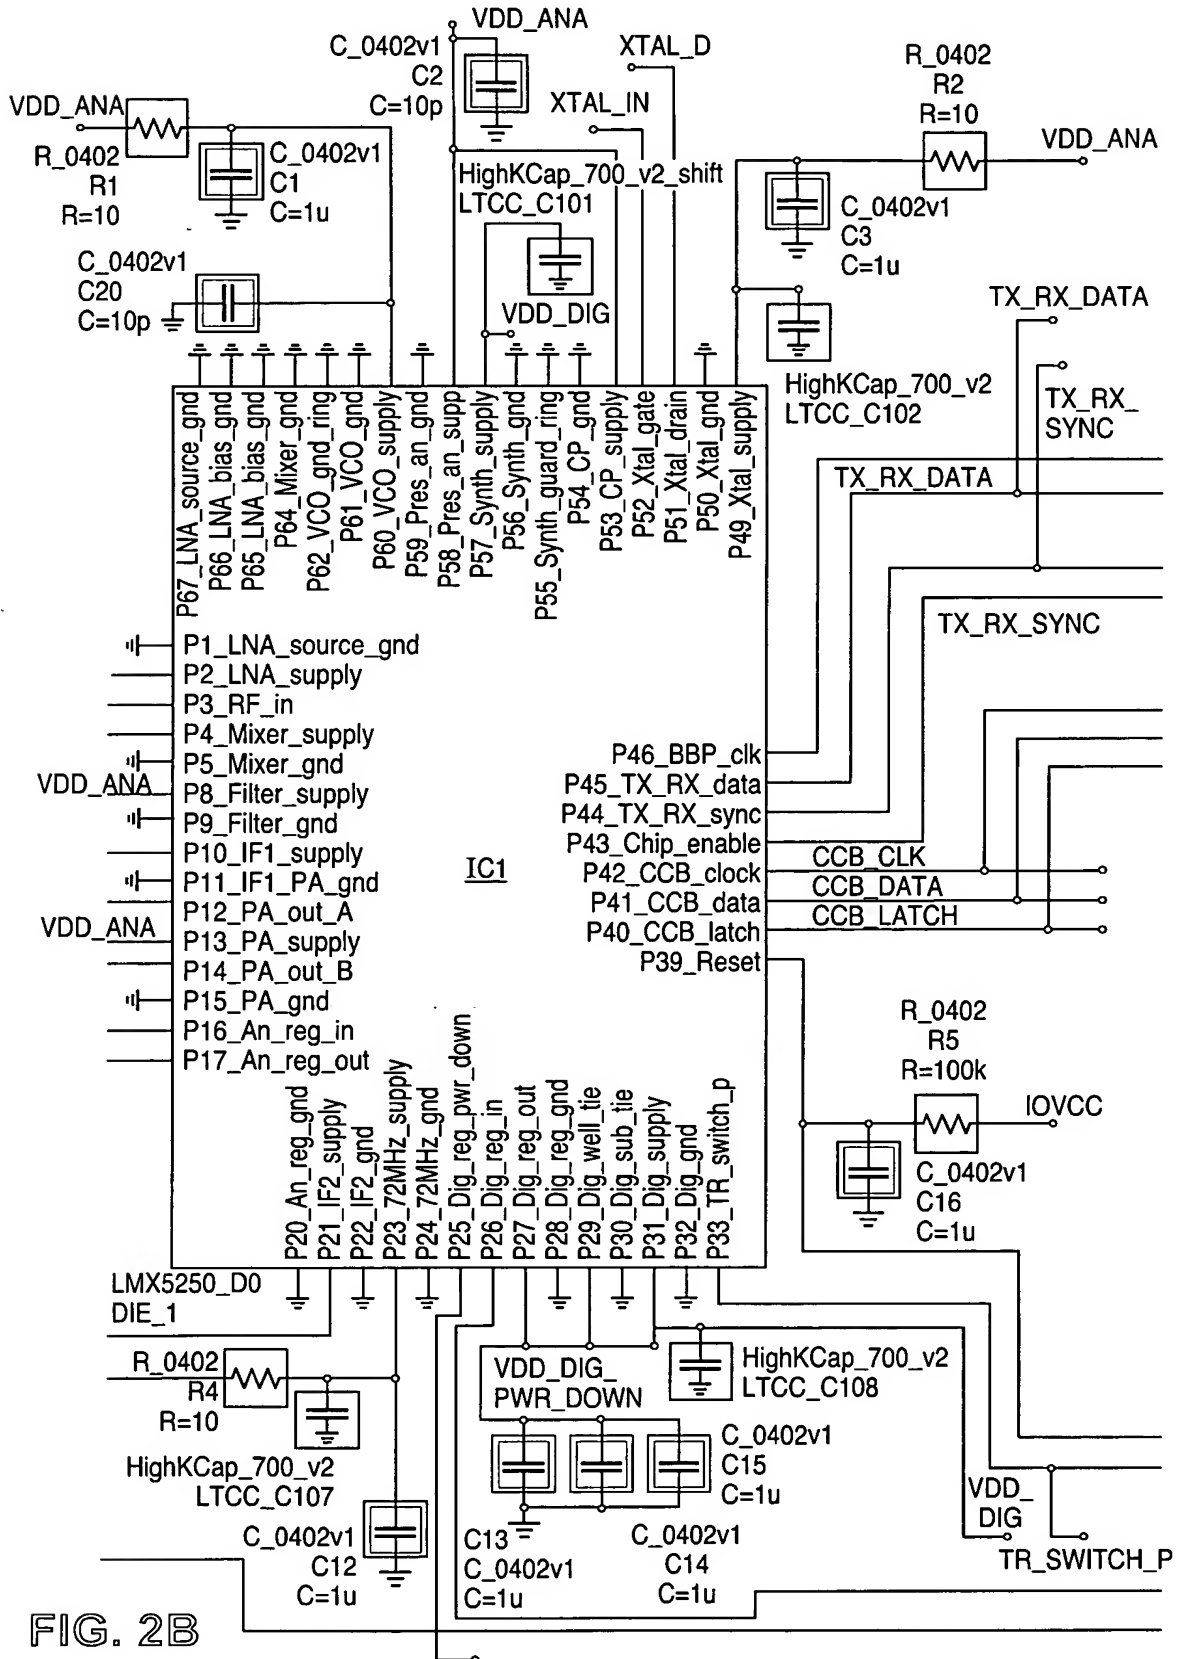 VDD_ANA
C_0402v1
C2
C=10p
XTAL_D
XTAL_IN
R_0402
R2
R=10
VDD_ANA
VDD_ANA
R_0402
R1
R=10
C_0402v1
C1
C=1u
HighKCap_700_v2_shift
LTCC_C101
C_0402v1
C3
C=1u
C_0402v1
C20
C=10p
VDD_DIG
TX_RX_DATA
HighKCap_700_v2
LTCC_C102
TX_RX_
SYNC
TX_RX_DATA
P67_LNA_source_gnd
P66_LNA_bias_gnd
P65_LNA_bias_gnd
P64_Mixer_gnd
P62_VCO_gnd_ring
P61_VCO_gnd
P60_VCO_supply
P59_Pres_an_gnd
P58_Pres_an_supp
P57_Synth_supply
P56_Synth_gnd
P55_Synth_guard_ring
P54_CP_gnd
P53_CP_supply
P52_Xtal_gate
P51_Xtal_drain
P50_Xtal_gnd
P49_Xtal_supply
TX_RX_SYNC
P1_LNA_source_gnd
P2_LNA_supply
P3_RF_in
P4_Mixer_supply
P5_Mixer_gnd
VDD_ANA
P8_Filter_supply
P9_Filter_gnd
P10_IF1_supply
P11_IF1_PA_gnd
P12_PA_out_A
VDD_ANA
P13_PA_supply
P14_PA_out_B
P15_PA_gnd
P16_An_reg_in
P17_An_reg_out
IC1
P46_BBP_clk
P45_TX_RX_data
P44_TX_RX_sync
P43_Chip_enable
P42_CCB_clock
P41_CCB_data
P40_CCB_latch
P39_Reset
CCB_CLK
CCB_DATA
CCB_LATCH
R_0402
R5
R=100k
IOVCC
C_0402v1
C16
C=1u
P20_An_reg_gnd
P21_IF2_supply
P22_IF2_gnd
P23_72MHz_supply
P24_72MHz_gnd
P25_Dig_reg_pwr_down
P26_Dig_reg_in
P27_Dig_reg_out
P28_Dig_reg_gnd
P29_Dig_well_tie
P30_Dig_sub_tie
P31_Dig_supply
P32_Dig_gnd
P33_TR_switch_p
LMX5250_D0
DIE_1
R_0402
R4
R=10
HighKCap_700_v2
LTCC_C107
VDD_DIG_
PWR_DOWN
HighKCap_700_v2
LTCC_C108
C_0402v1
C15
C=1u
C_0402v1
C12
C=1u
C13
C_0402v1
C=1u
C_0402v1
C14
C=1u
VDD_
DIG
TR_SWITCH_P
FIG. 2B